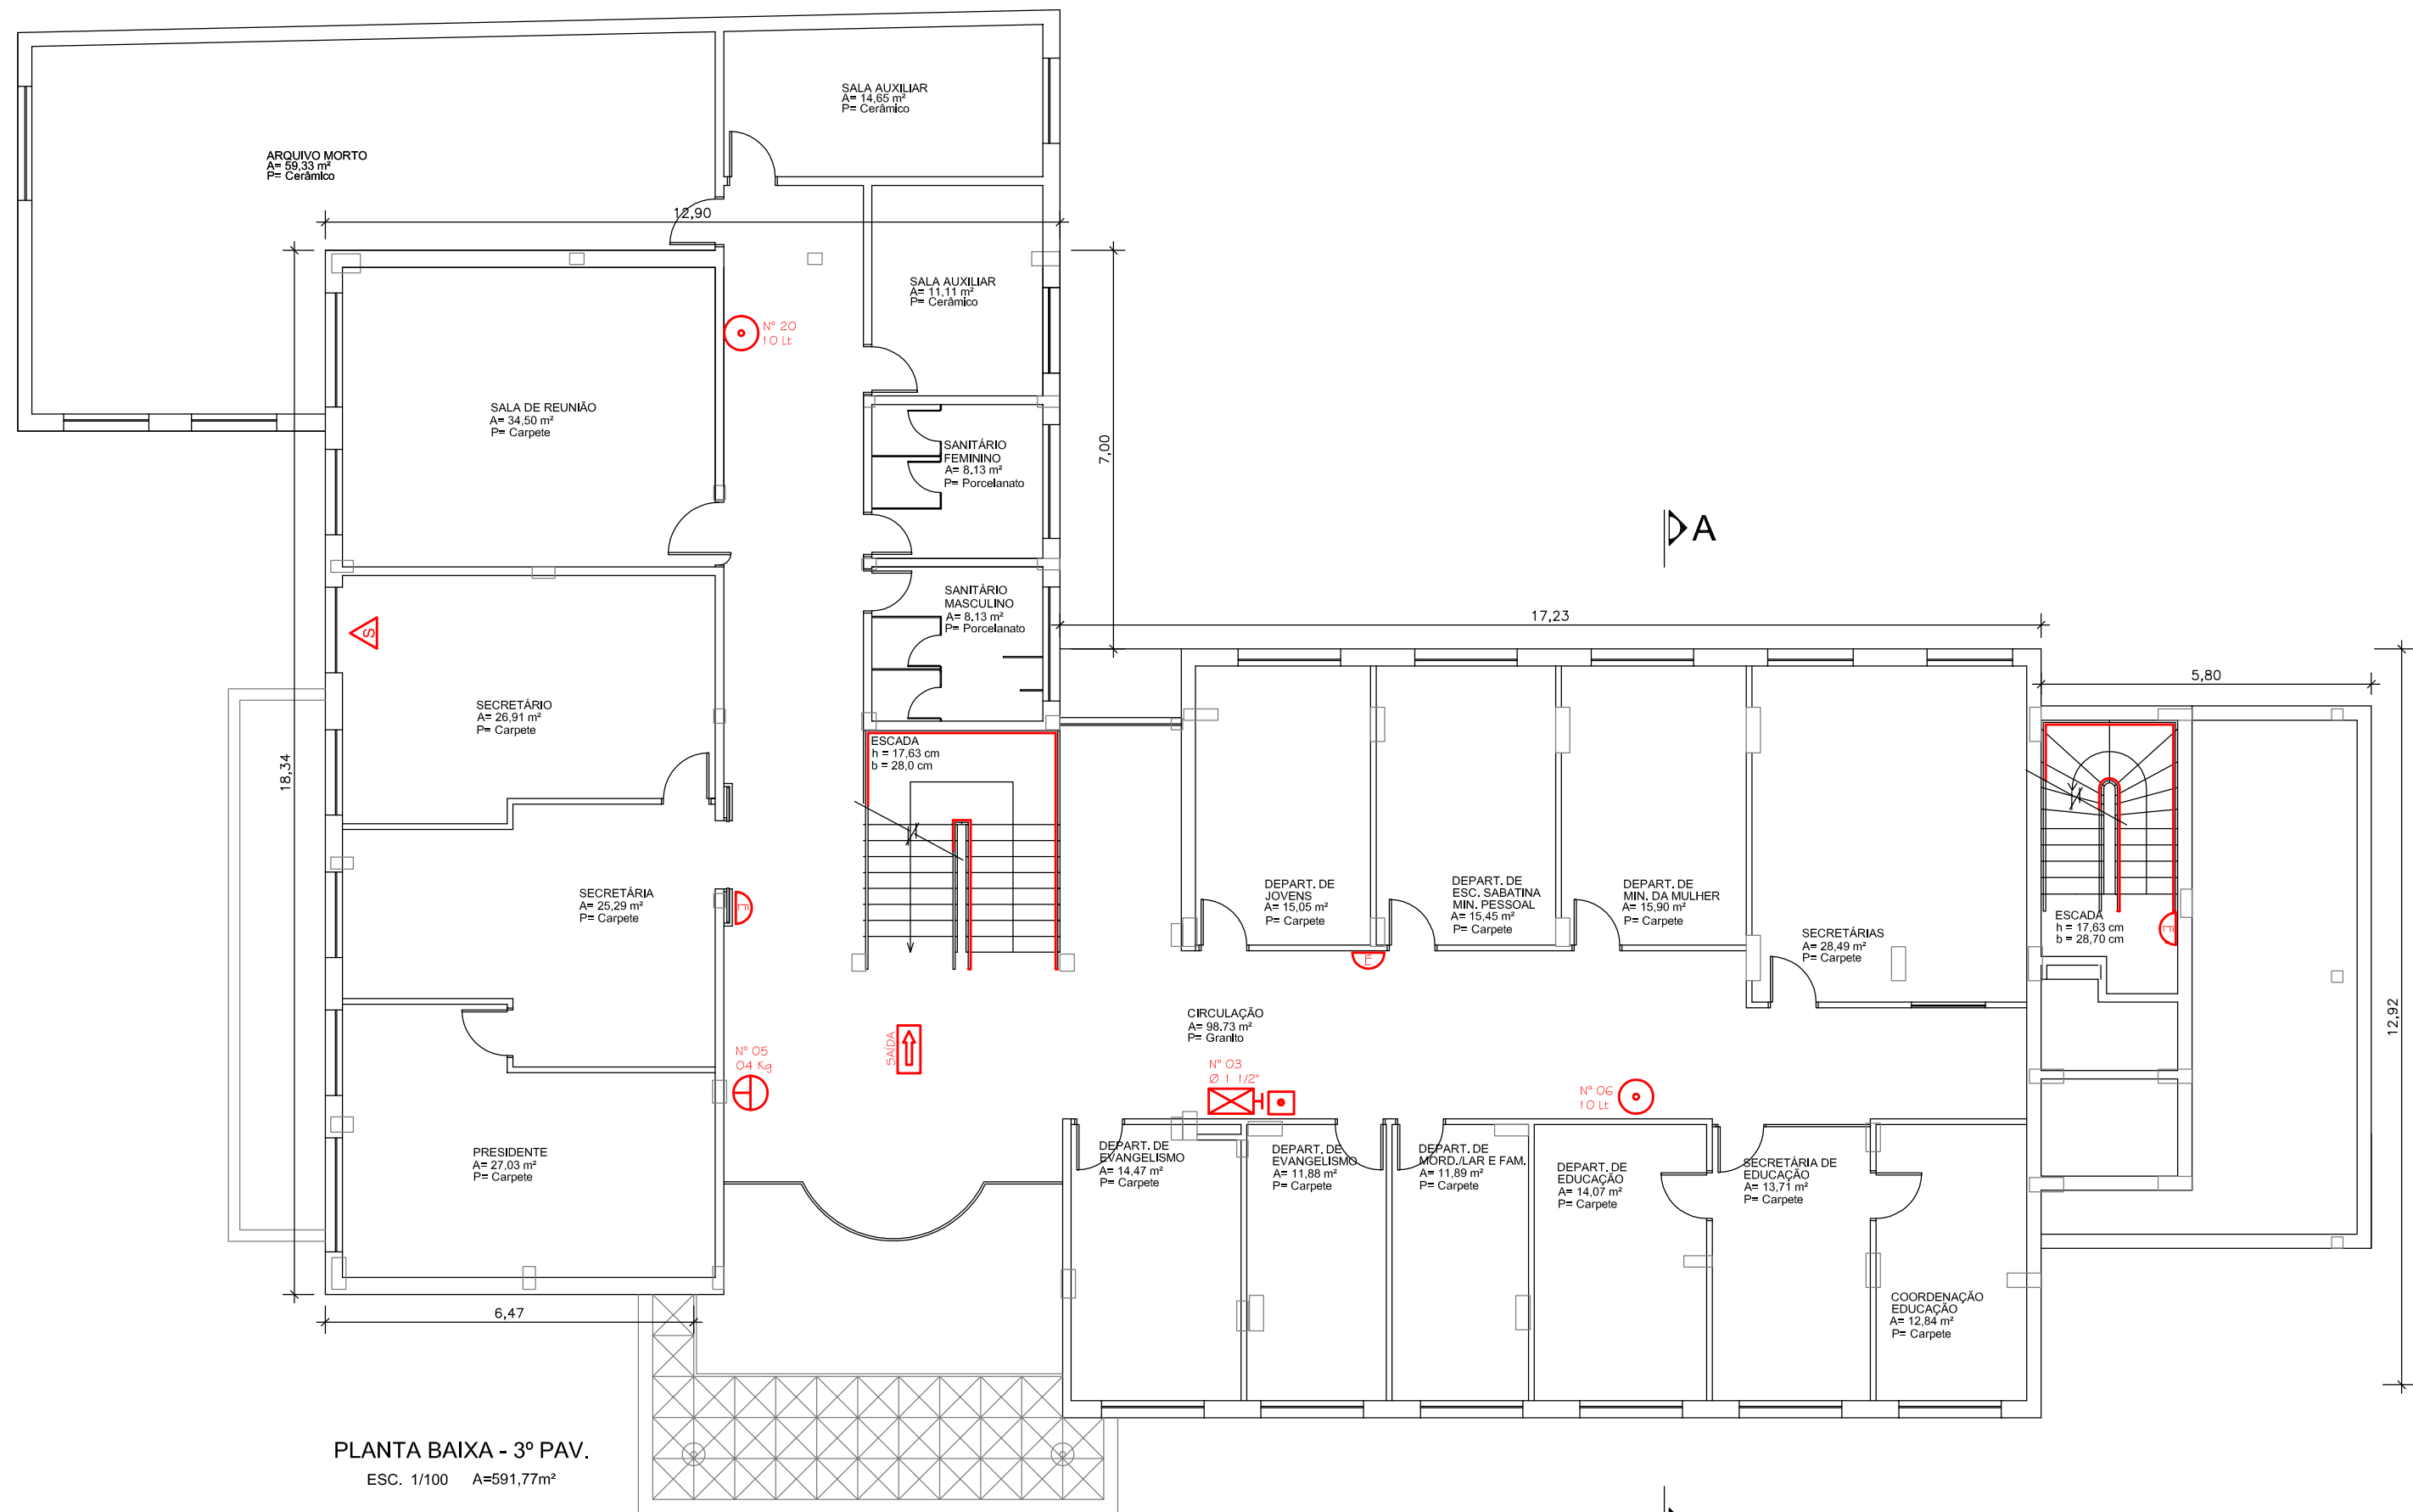 SALA AUXILIAR
A= 14,65 m²
P= Cerâmico
ARQUIVO MORTO
A= 59,33 m²
P= Cerâmico
12,90
SALA AUXILIAR
A= 11,11 m²
P= Cerâmico
Nº 20
10 Lt
SALA DE REUNIÃO
A= 34,50 m²
P= Carpete
SANITÁRIO
FEMININO
A= 8.13 m²
P= Porcelanato
7,00
A
SANITÁRIO
MASCULINO
A= 8.13 m²
P= Porcelanato
17,23
S
5,80
SECRETÁRIO
A= 26,91 m²
P= Carpete
18,34
ESCADA
h = 17,63 cm
b = 28,0 cm
SECRETÁRIA
A= 25,29 m²
P= Carpete
E
DEPART. DE
JOVENS
A= 15,05 m²
P= Carpete
DEPART. DE
ESC. SABATINA
MIN. PESSOAL
A= 15,45 m²
P= Carpete
DEPART. DE
MIN. DA MULHER
A= 15,90 m²
P= Carpete
SECRETÁRIAS
A= 28,49 m²
P= Carpete
ESCADA
h = 17,63 cm
b = 28,70 cm
E
E
12,92
CIRCULAÇÃO
A= 98.73 m²
P= Granito
SAÍDA
Nº 05
04 Kg
Nº 03
Ø 1 1/2"
Nº 06
10 Lt
PRESIDENTE
A= 27,03 m²
P= Carpete
DEPART. DE
EVANGELISMO
A= 14,47 m²
P= Carpete
DEPART. DE
EVANGELISMO
A= 11,88 m²
P= Carpete
DEPART. DE
MORD./LAR E FAM.
A= 11,89 m²
P= Carpete
DEPART. DE
EDUCAÇÃO
A= 14,07 m²
P= Carpete
SECRETÁRIA DE
EDUCAÇÃO
A= 13,71 m²
P= Carpete
COORDENAÇÃO
EDUCAÇÃO
A= 12,84 m²
P= Carpete
6,47
PLANTA BAIXA - 3º PAV.
ESC. 1/100 A=591,77m²